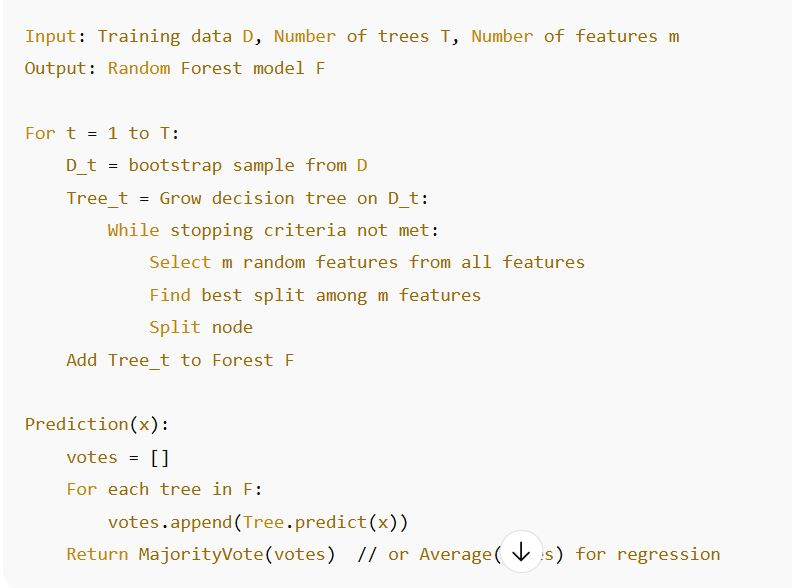 Input: Training data D, Number of trees T, Number of features m
Output: Random Forest model F
For t = 1 to T:
D_t = bootstrap sample from D
Tree_t = Grow decision tree on D_t:
While stopping criteria not met:
Select m random features from all features
Find best split among m features
Split node
Add Tree_t to Forest F
Prediction(x):
votes = []
For each tree in F:
votes.append(Tree.predict(x))
Return MajorityVote(votes)  // or Average( s) for regression